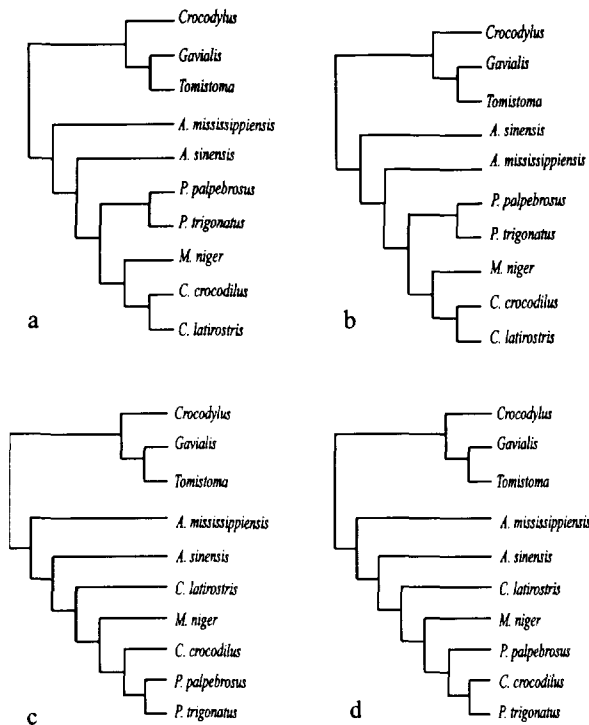 Crocodylus
Gavialis
Tomistoma
A. mississippiensis
A. sinensis
P. palpebrosus
P. trigonatus
M. niger
C. crocodilus
C. latirostris
a
Crocodylus
Gavialis
Tomistoma
A. sinensis
A. mississippiensis
P. palpebrosus
P. trigonatus
M. niger
C. crocodilus
C. latirostris
b
Crocodylus
Gavialis
Tomistoma
A. mississippiensis
A. sinensis
C. latirostris
M. niger
C. crocodilus
P. palpebrosus
P. trigonatus
c
Crocodylus
Gavialis
Tomistoma
A. mississippiensis
A. sinensis
C. latirostris
M. niger
P. palpebrosus
C. crocodilus
P. trigonatus
d